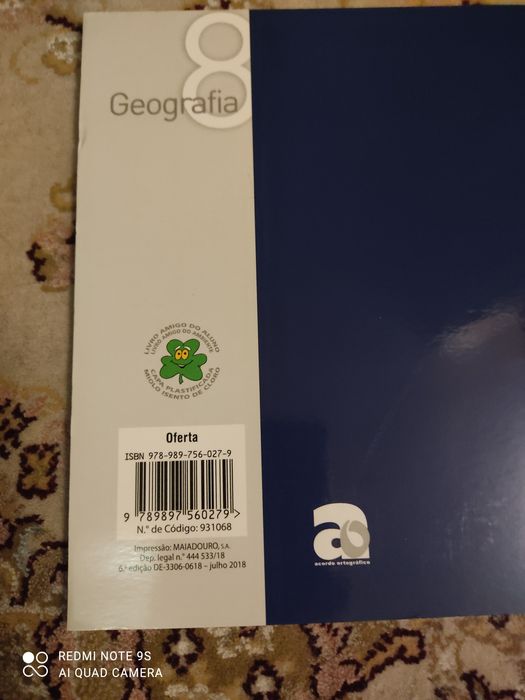 8
Geografia
LIVRO AMIGO DO ALUNO
LIVRO AMIGO DO AMBIENTE
CAPA PLASTIFICADA
MIOLO ISENTO DE CLORO
Oferta
ISBN 978-989-756-027-9
9 789897 560279 >
N.º de Código: 931068
Impressão: MAIADOURO, S.A.
Dep. legal n.º 444 533/18
6.ª edição DE-3306-0618 – julho 2018
ao
acordo ortográfico
REDMI NOTE 9S
AI QUAD CAMERA